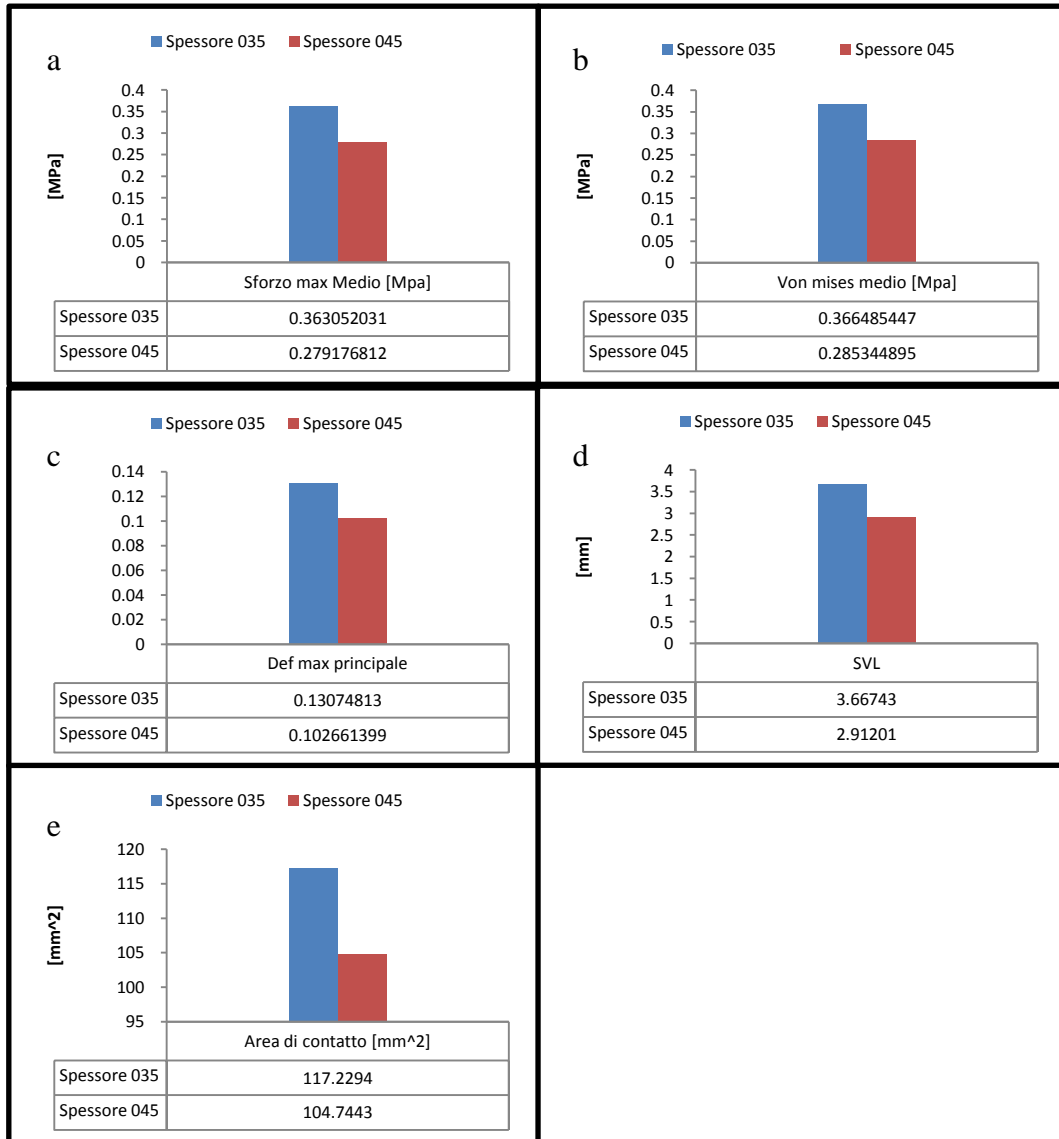 Spessore 035 Spessore 045
a
0.4
0.35
0.3
0.25
0.2
0.15
0.1
0.05
0
[MPa]
Sforzo max Medio [Mpa]
Spessore 035 0.363052031
Spessore 045 0.279176812
Spessore 035 Spessore 045
b
0.4
0.35
0.3
0.25
0.2
0.15
0.1
0.05
0
[MPa]
Von mises medio [Mpa]
Spessore 035 0.366485447
Spessore 045 0.285344895
Spessore 035 Spessore 045
c
0.14
0.12
0.1
0.08
0.06
0.04
0.02
0
Def max principale
Spessore 035 0.13074813
Spessore 045 0.102661399
Spessore 035 Spessore 045
d
4
3.5
3
2.5
2
1.5
1
0.5
0
[mm]
SVL
Spessore 035 3.66743
Spessore 045 2.91201
Spessore 035 Spessore 045
e
120
115
110
105
100
95
[mm^2]
Area di contatto [mm^2]
Spessore 035 117.2294
Spessore 045 104.7443